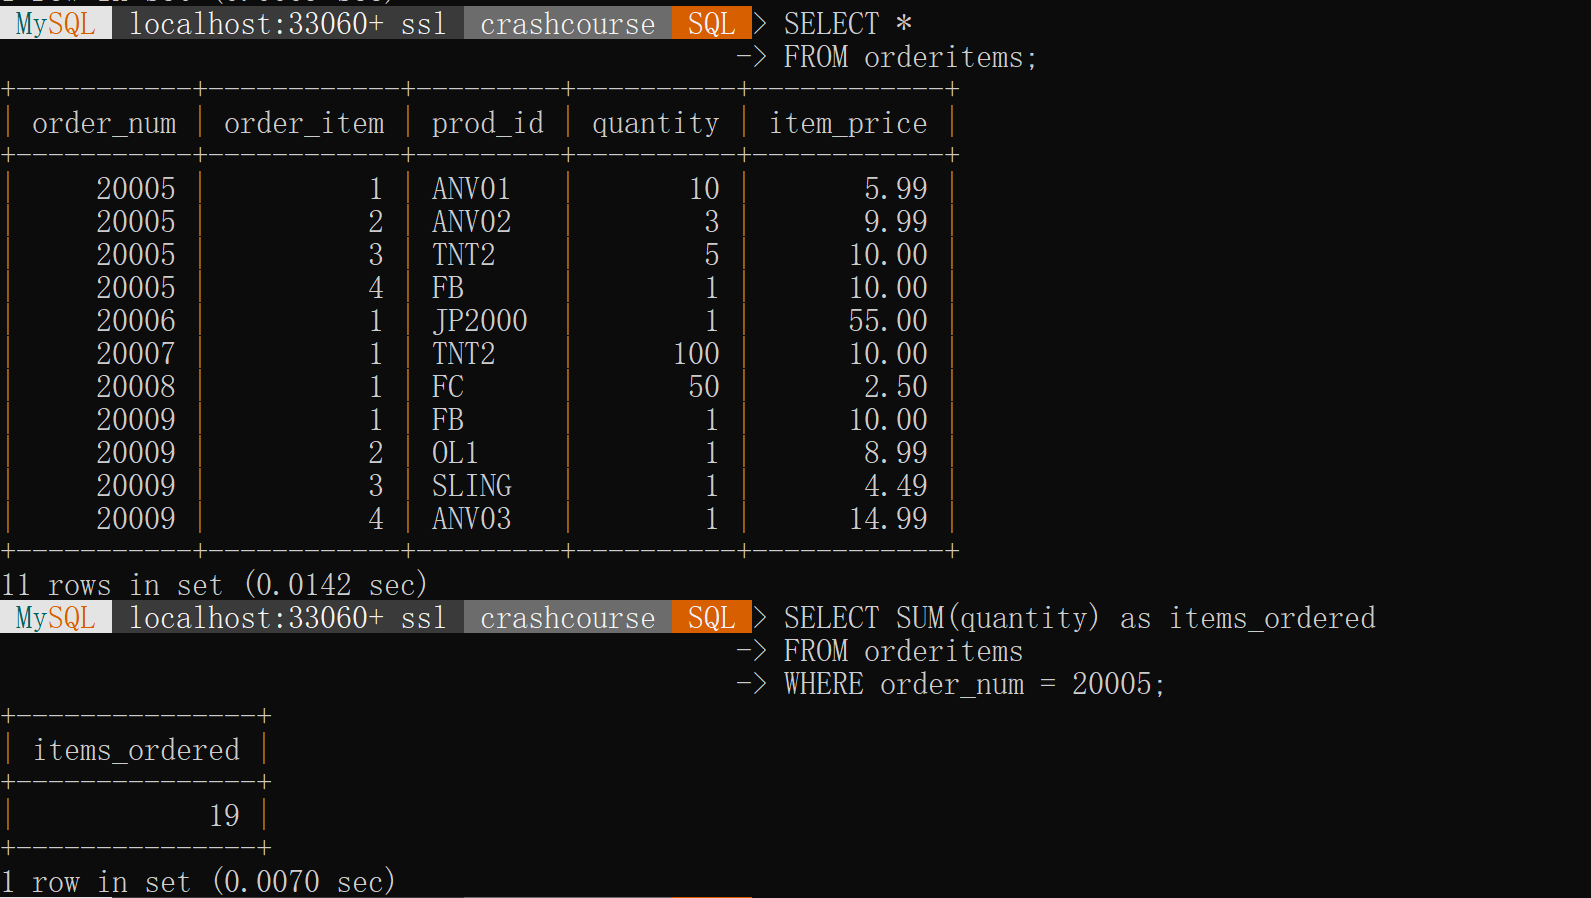 MySQL localhost:33060+ ssl crashcourse SQL > SELECT *
-> FROM orderitems;
+-----------+------------+---------+----------+------------+
| order_num | order_item | prod_id | quantity | item_price |
+-----------+------------+---------+----------+------------+
| 20005 | 1 | ANV01 | 10 | 5.99 |
| 20005 | 2 | ANV02 | 3 | 9.99 |
| 20005 | 3 | TNT2 | 5 | 10.00 |
| 20005 | 4 | FB | 1 | 10.00 |
| 20006 | 1 | JP2000 | 1 | 55.00 |
| 20007 | 1 | TNT2 | 100 | 10.00 |
| 20008 | 1 | FC | 50 | 2.50 |
| 20009 | 1 | FB | 1 | 10.00 |
| 20009 | 2 | OL1 | 1 | 8.99 |
| 20009 | 3 | SLING | 1 | 4.49 |
| 20009 | 4 | ANV03 | 1 | 14.99 |
+-----------+------------+---------+----------+------------+
11 rows in set (0.0142 sec)
MySQL localhost:33060+ ssl crashcourse SQL > SELECT SUM(quantity) as items_ordered
-> FROM orderitems
-> WHERE order_num = 20005;
+---------------+
| items_ordered |
+---------------+
| 19 |
+---------------+
1 row in set (0.0070 sec)